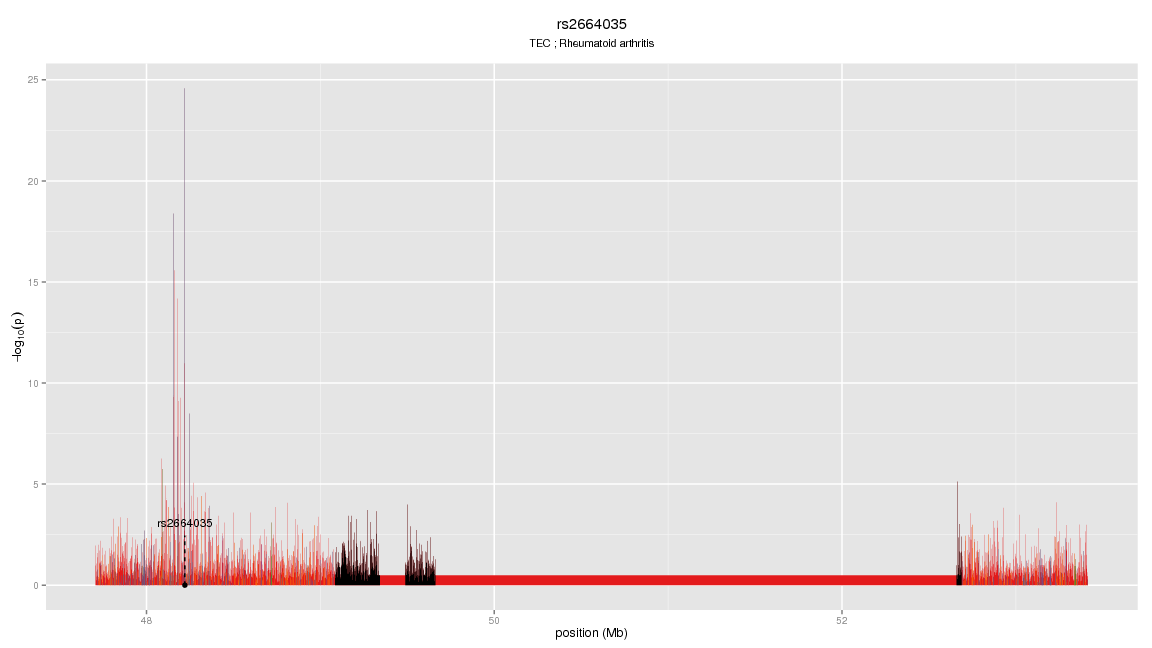 rs2664035
TEC ; Rheumatoid arthritis
25
20
15
10
5
0
−log10(p)
rs2664035
48
50
52
position (Mb)